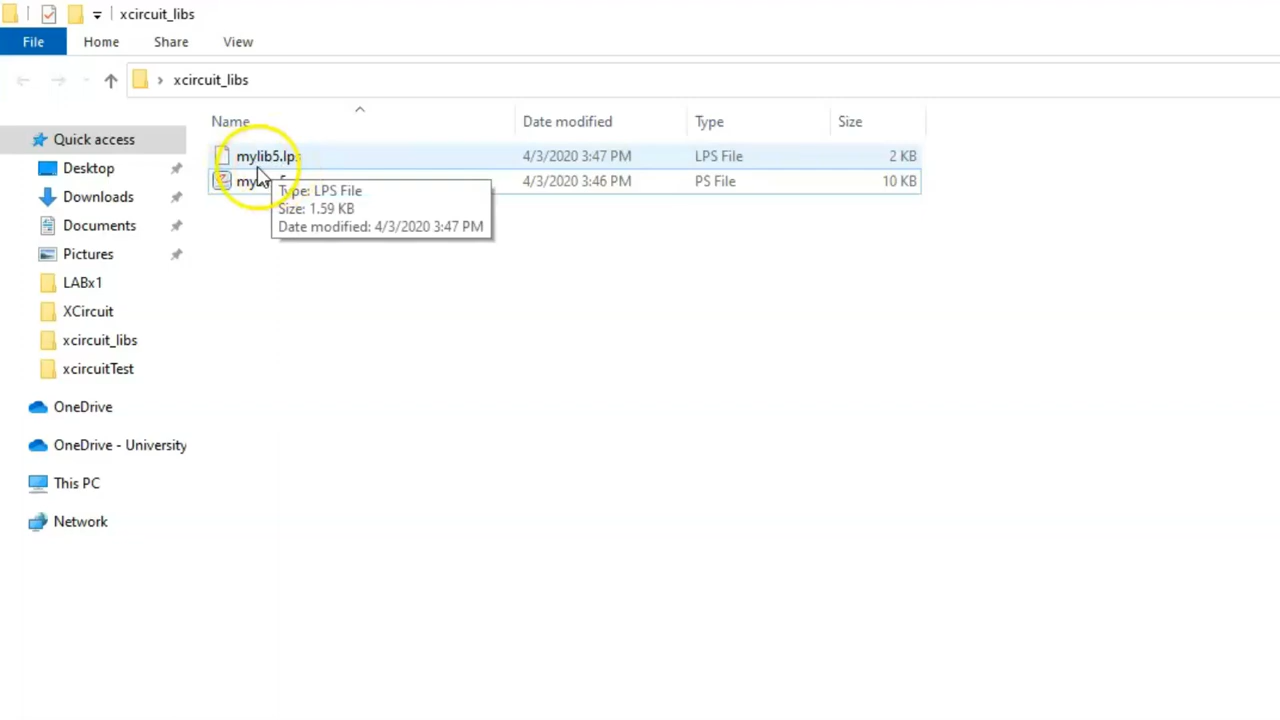 xcircuit_libs
File Home Share View
xcircuit_libs
Name Date modified Type Size
mylib5.lps 4/3/2020 3:47 PM LPS File 2 KB
4/3/2020 3:46 PM PS File 10 KB
Type: LPS File
Size: 1.59 KB
Date modified: 4/3/2020 3:47 PM
Quick access
Desktop
Downloads
Documents
Pictures
LABx1
XCircuit
xcircuit_libs
xcircuitTest
OneDrive
OneDrive - University
This PC
Network